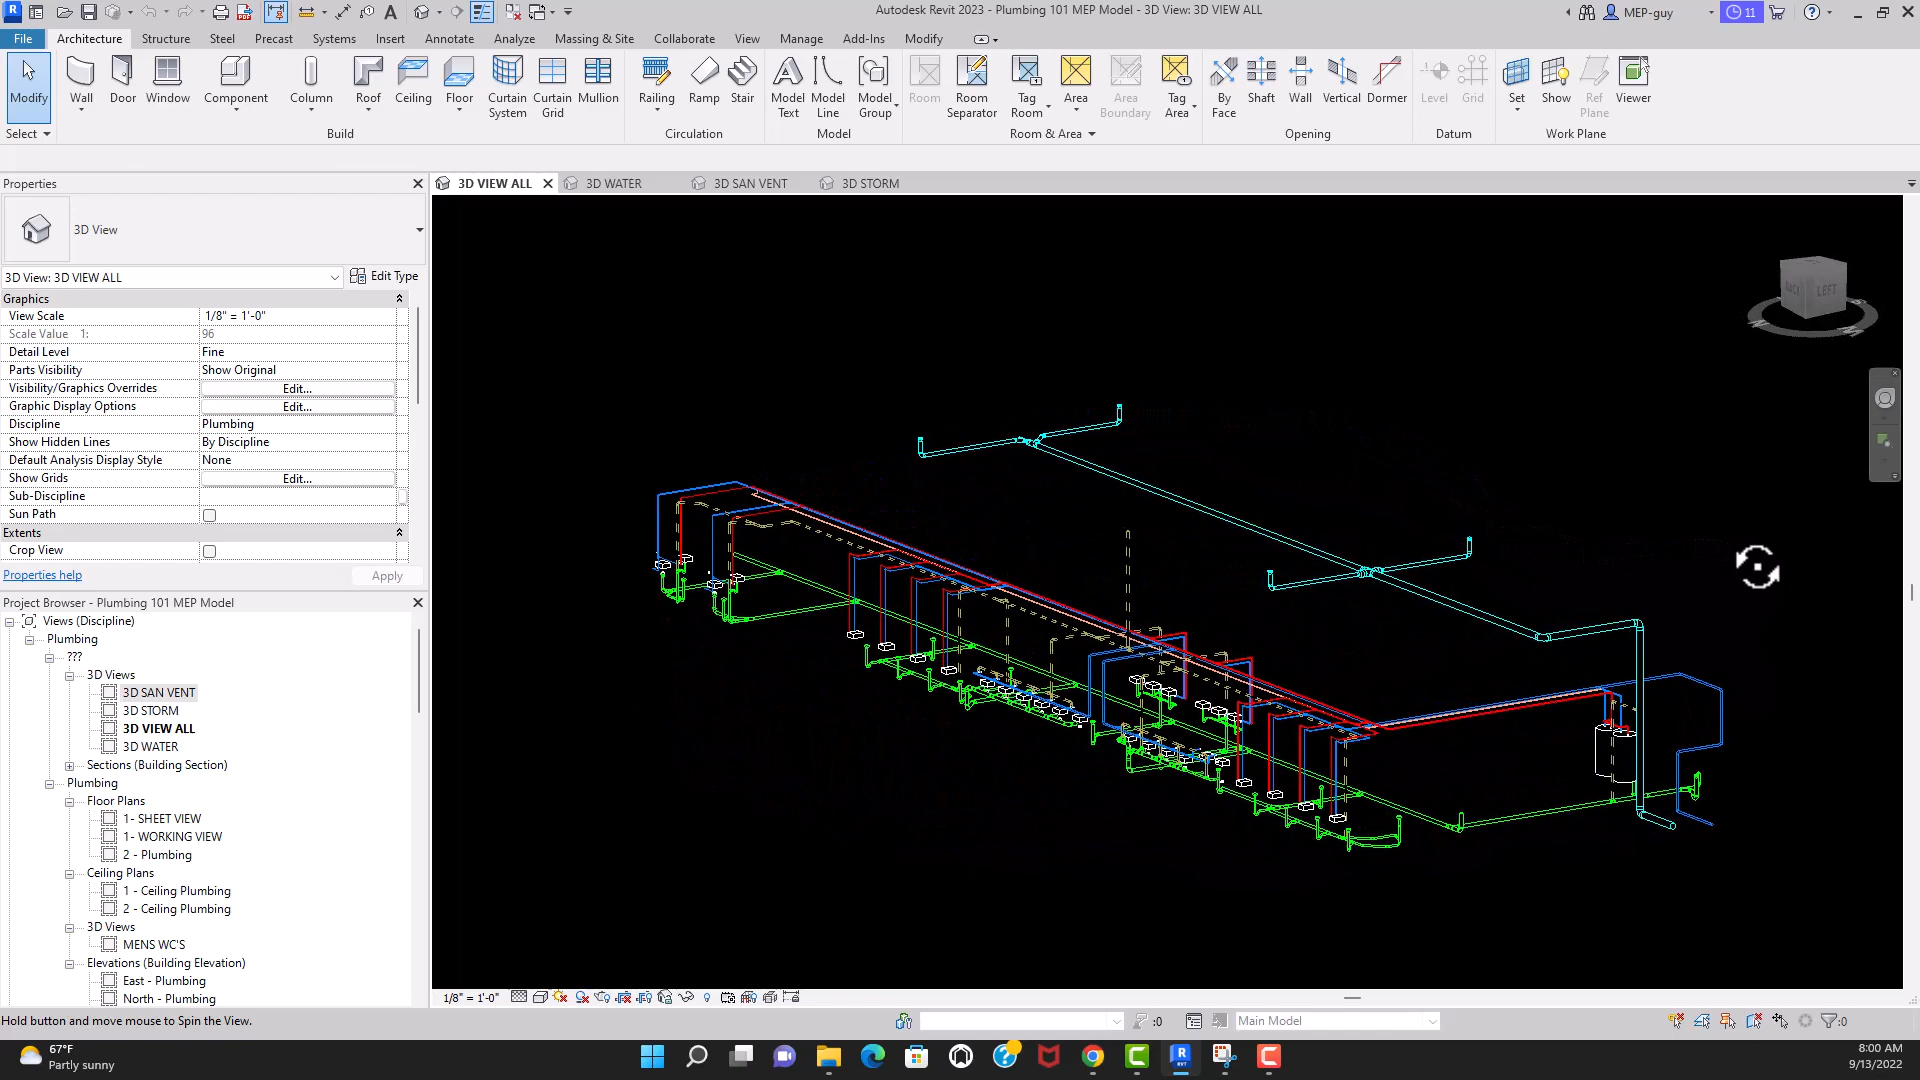 Autodesk Revit 2023 - Plumbing 101 MEP Model - 3D View: 3D VIEW ALL
MEP-guy
11
File Architecture Structure Steel Precast Systems Insert Annotate Analyze Massing & Site Collaborate View Manage Add-Ins Modify
Modify Wall Door Window Component Column Roof Ceiling Floor Curtain System Curtain Grid Mullion Railing Ramp Stair Model Text Model Line Model Group Room Room Separator Tag Room Area Area Boundary Tag Area By Face Shaft Wall Vertical Dormer Level Grid Set Show Ref Plane Viewer
Select Build Circulation Model Room & Area Opening Datum Work Plane
Properties
3D VIEW ALL 3D WATER 3D SAN VENT 3D STORM
3D View
3D View: 3D VIEW ALL Edit Type
Graphics
View Scale 1/8" = 1'-0"
Scale Value 1: 96
Detail Level Fine
Parts Visibility Show Original
Visibility/Graphics Overrides Edit...
Graphic Display Options Edit...
Discipline Plumbing
Show Hidden Lines By Discipline
Default Analysis Display Style None
Show Grids Edit...
Sub-Discipline
Sun Path
Extents
Crop View
Properties help Apply
BACK LEFT
Project Browser - Plumbing 101 MEP Model
Views (Discipline)
Plumbing
???
3D Views
3D SAN VENT
3D STORM
3D VIEW ALL
3D WATER
Sections (Building Section)
Plumbing
Floor Plans
1- SHEET VIEW
1- WORKING VIEW
2 - Plumbing
Ceiling Plans
1 - Ceiling Plumbing
2 - Ceiling Plumbing
3D Views
MENS WC'S
Elevations (Building Elevation)
East - Plumbing
North - Plumbing
1/8" = 1'-0"
Hold button and move mouse to Spin the View.
:0
Main Model
:0
67°F
Partly sunny
8:00 AM
9/13/2022